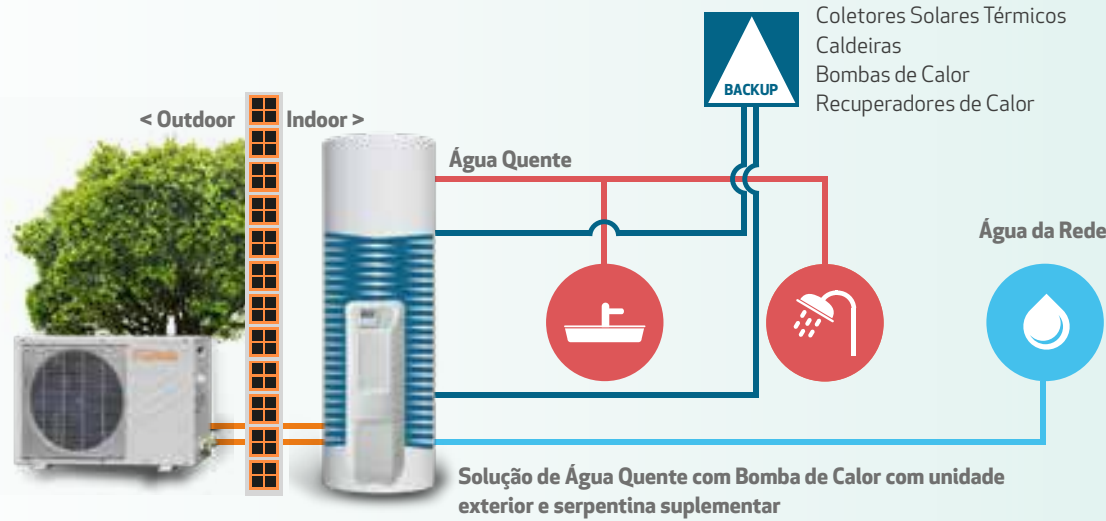 Coletores Solares Térmicos
Caldeiras
Bombas de Calor
Recuperadores de Calor
BACKUP
< Outdoor
Indoor >
Água Quente
Água da Rede
Solução de Água Quente com Bomba de Calor com unidade
exterior e serpentina suplementar